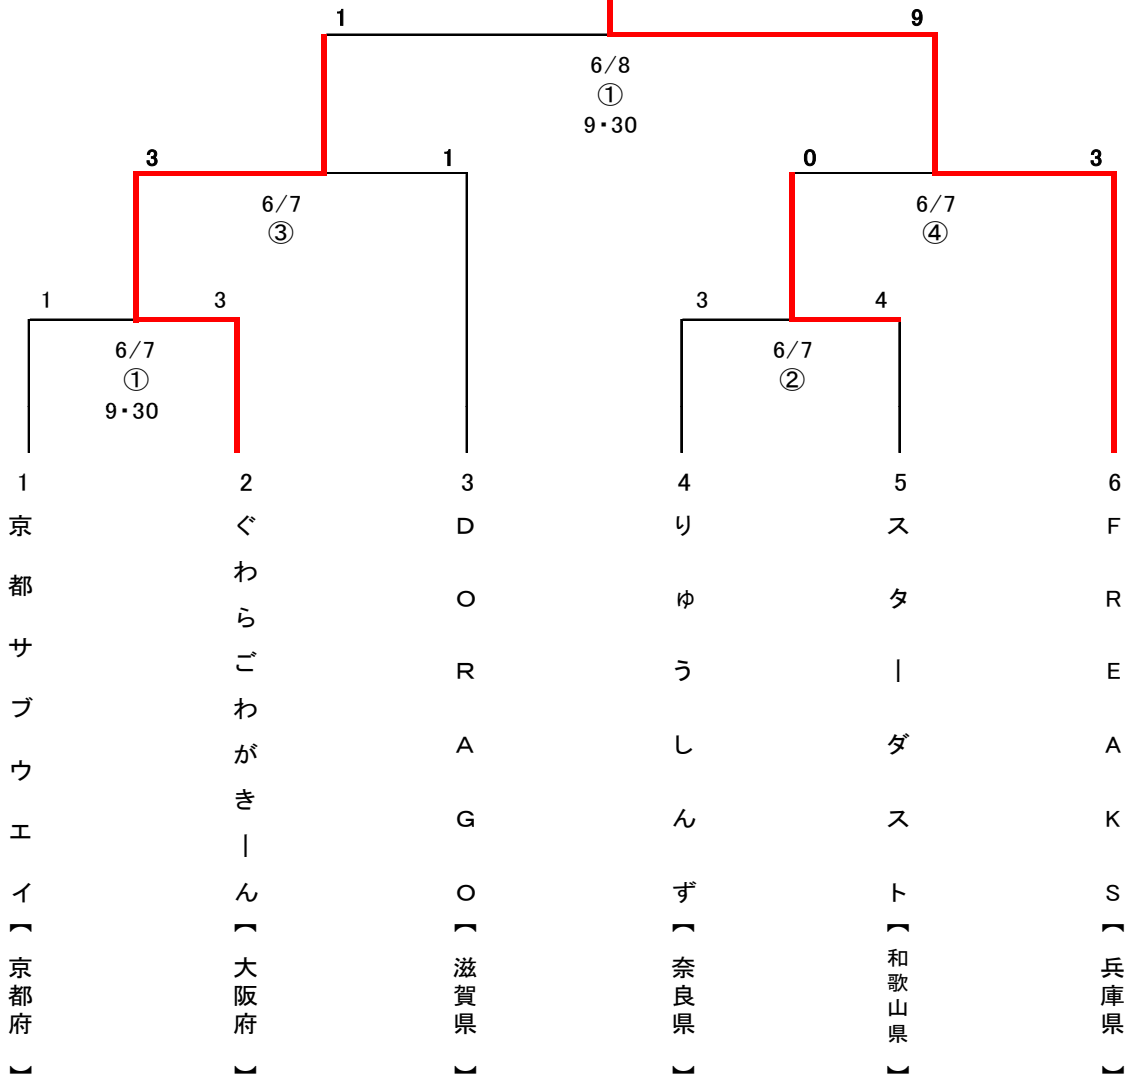 1 9
6/8
①
9・30
3 1 0 3
6/7 6/7
③ ④
1 3 3 4
6/7 6/7
① ②
9・30
1 2 3 4 5 6
京都サブウエイ【京都府】
ぐわらごわがきーん【大阪府】
DORAGO【滋賀県】
りゅうしんず【奈良県】
スターダスト【和歌山県】
FREAKS【兵庫県】